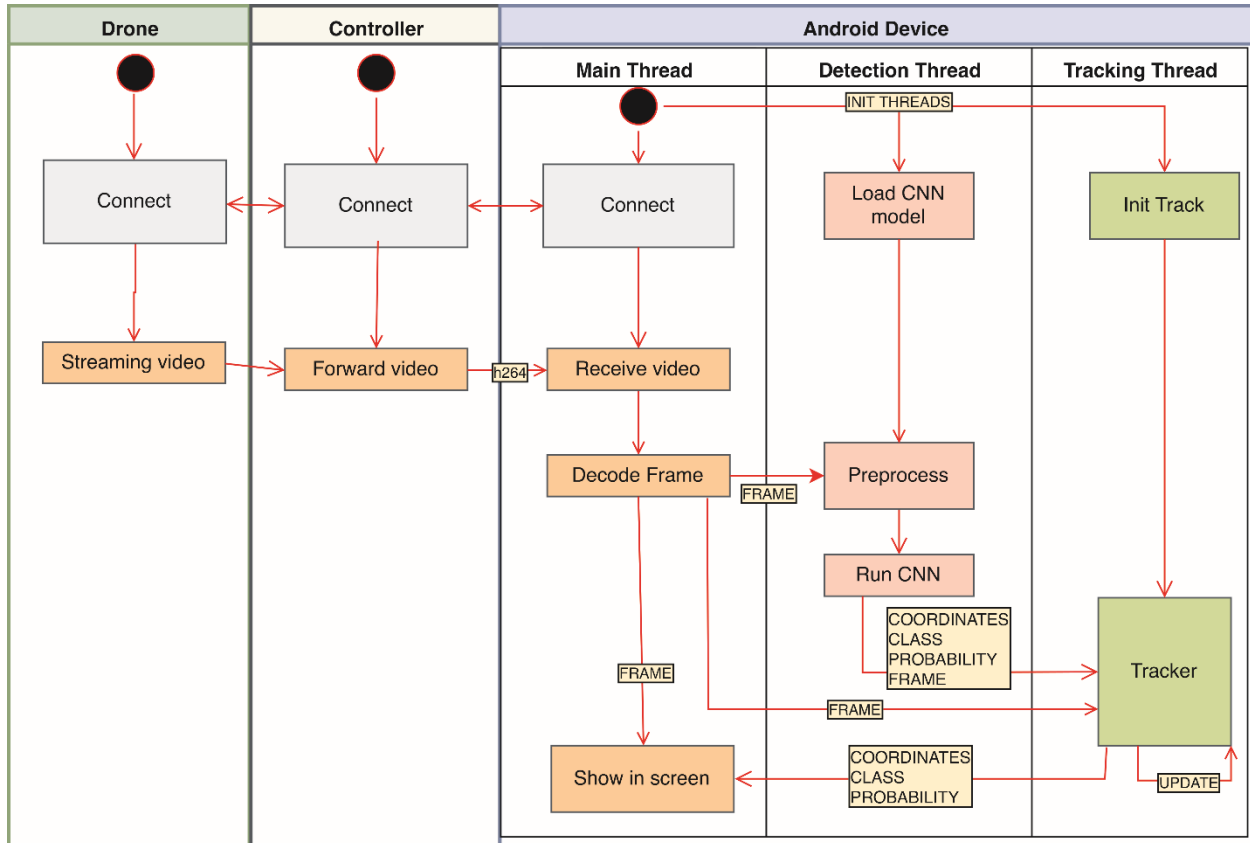 Drone
Controller
Android Device
Main Thread
Detection Thread
Tracking Thread
INIT THREADS
Connect
Connect
Connect
Load CNN
model
Init Track
Streaming video
Forward video
h264
Receive video
Decode Frame
FRAME
Preprocess
Run CNN
COORDINATES
CLASS
PROBABILITY
FRAME
Tracker
FRAME
FRAME
Show in screen
COORDINATES
CLASS
PROBABILITY
UPDATE